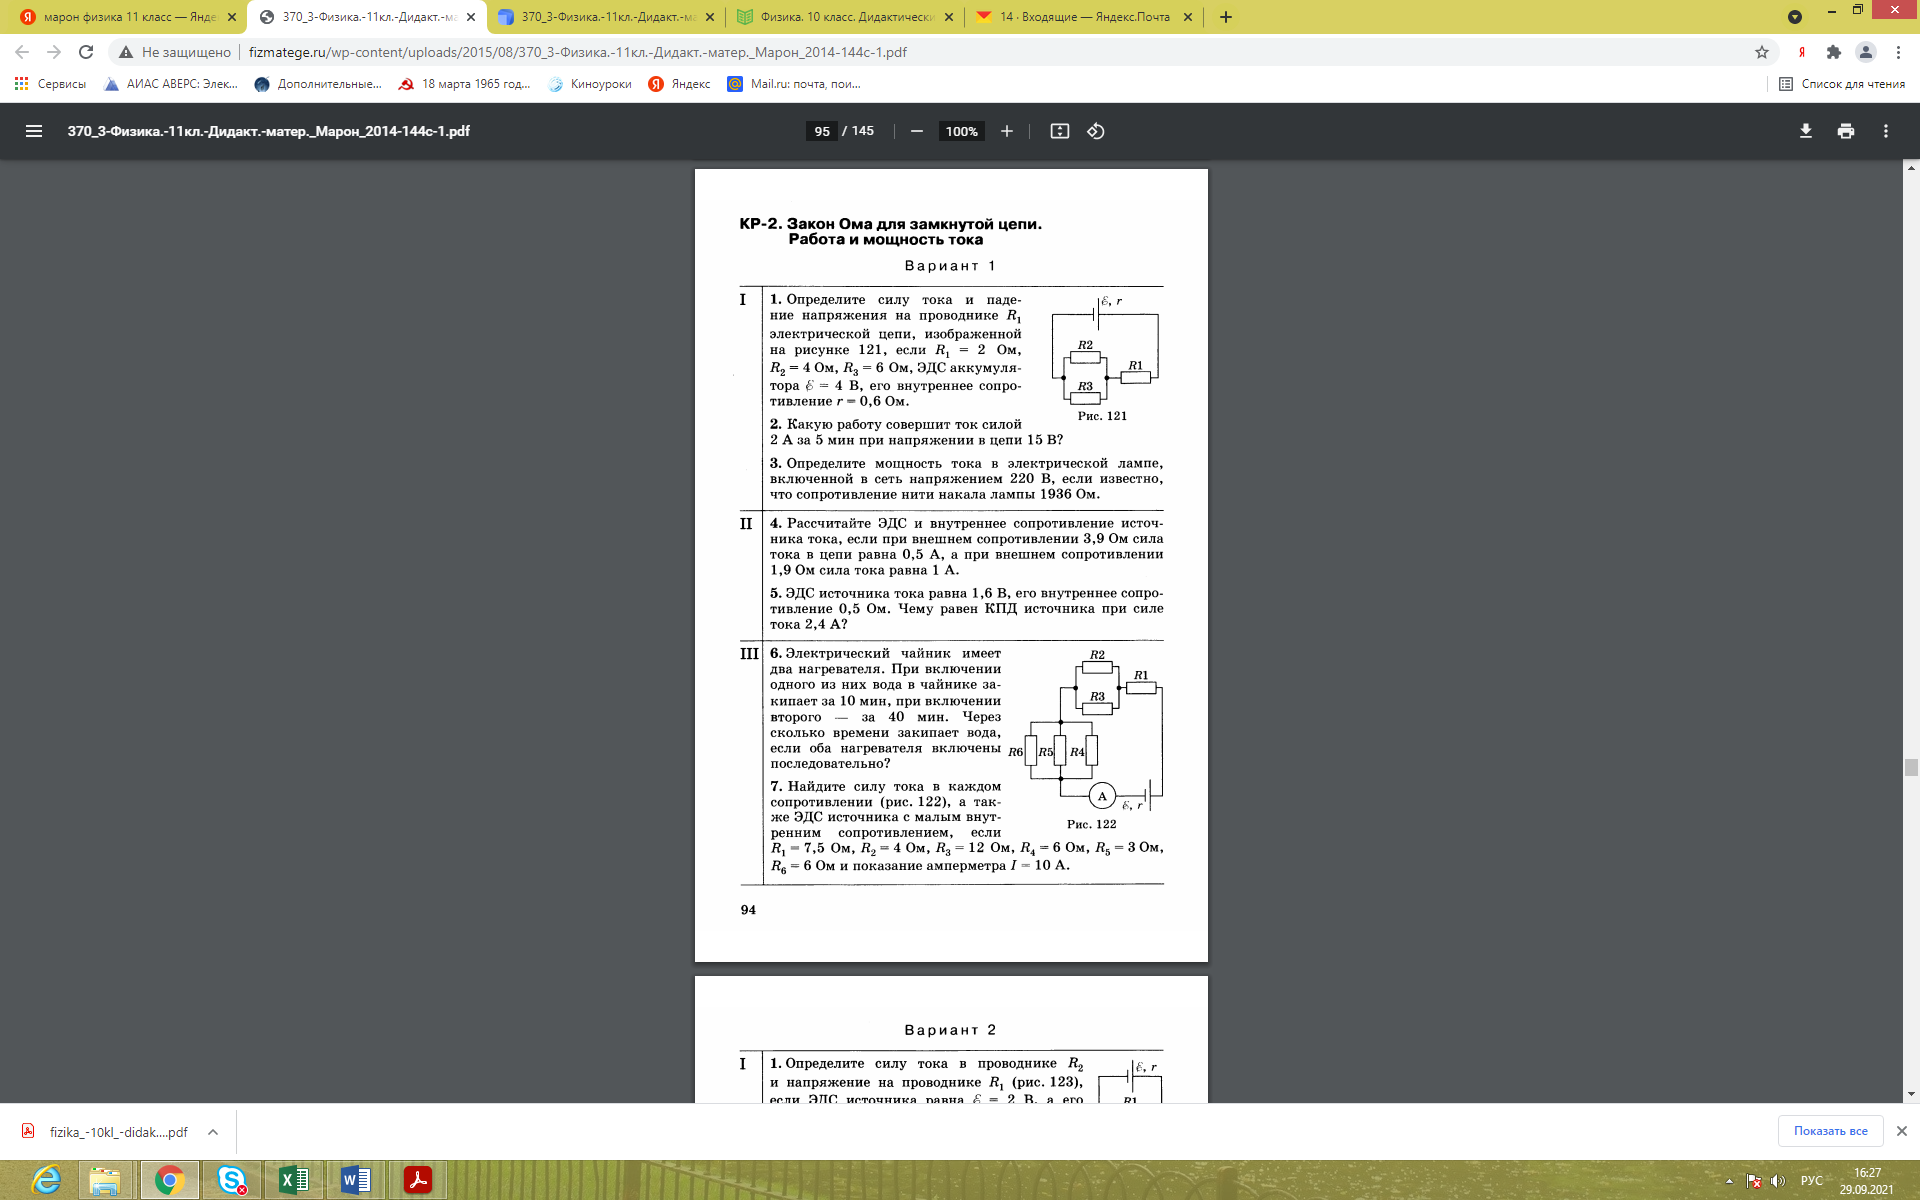 марон физика 11 класс — Янде
370_3-Физика.-11кл.-Дидакт.-ма
370_3-Физика.-11кл.-Дидакт.-ма
Физика. 10 класс. Дидактически
14 · Входящие — Яндекс.Почта
Не защищено
fizmatege.ru/wp-content/uploads/2015/08/370_3-Физика.-11кл.-Дидакт.-матер._Марон_2014-144с-1.pdf
Сервисы
АИАС АВЕРС: Элек...
Дополнительные...
18 марта 1965 год...
Киноуроки
Яндекс
Mail.ru: почта, пои...
Список для чтения
370_3-Физика.-11кл.-Дидакт.-матер._Марон_2014-144с-1.pdf
95 / 145
100%
КР-2. Закон Ома для замкнутой цепи.
Работа и мощность тока
Вариант 1
I
1. Определите силу тока и паде-
ние напряжения на проводнике R1
электрической цепи, изображенной
на рисунке 121, если R1 = 2 Ом,
R2 = 4 Ом, R3 = 6 Ом, ЭДС аккумуля-
тора ℰ = 4 В, его внутреннее сопро-
тивление r = 0,6 Ом.
ℰ, r
R2
R1
R3
Рис. 121
2. Какую работу совершит ток силой
2 А за 5 мин при напряжении в цепи 15 В?
3. Определите мощность тока в электрической лампе,
включенной в сеть напряжением 220 В, если известно,
что сопротивление нити накала лампы 1936 Ом.
II
4. Рассчитайте ЭДС и внутреннее сопротивление источ-
ника тока, если при внешнем сопротивлении 3,9 Ом сила
тока в цепи равна 0,5 А, а при внешнем сопротивлении
1,9 Ом сила тока равна 1 А.
5. ЭДС источника тока равна 1,6 В, его внутреннее сопро-
тивление 0,5 Ом. Чему равен КПД источника при силе
тока 2,4 А?
III
6. Электрический чайник имеет
два нагревателя. При включении
одного из них вода в чайнике за-
кипает за 10 мин, при включении
второго — за 40 мин. Через
сколько времени закипает вода,
если оба нагревателя включены
последовательно?
R2
R1
R3
R6
R5
R4
A
ℰ, r
Рис. 122
7. Найдите силу тока в каждом
сопротивлении (рис. 122), а так-
же ЭДС источника с малым внут-
ренним сопротивлением, если
R1 = 7,5 Ом, R2 = 4 Ом, R3 = 12 Ом, R4 = 6 Ом, R5 = 3 Ом,
R6 = 6 Ом и показание амперметра I = 10 А.
94
Вариант 2
I
1. Определите силу тока в проводнике R2
и напряжение на проводнике R1 (рис. 123),
если ЭДС источника равна ℰ = 2 В, а его
ℰ, r
R1
fizika_-10kl_-didak....pdf
Показать все
РУС
16:27
29.09.2021